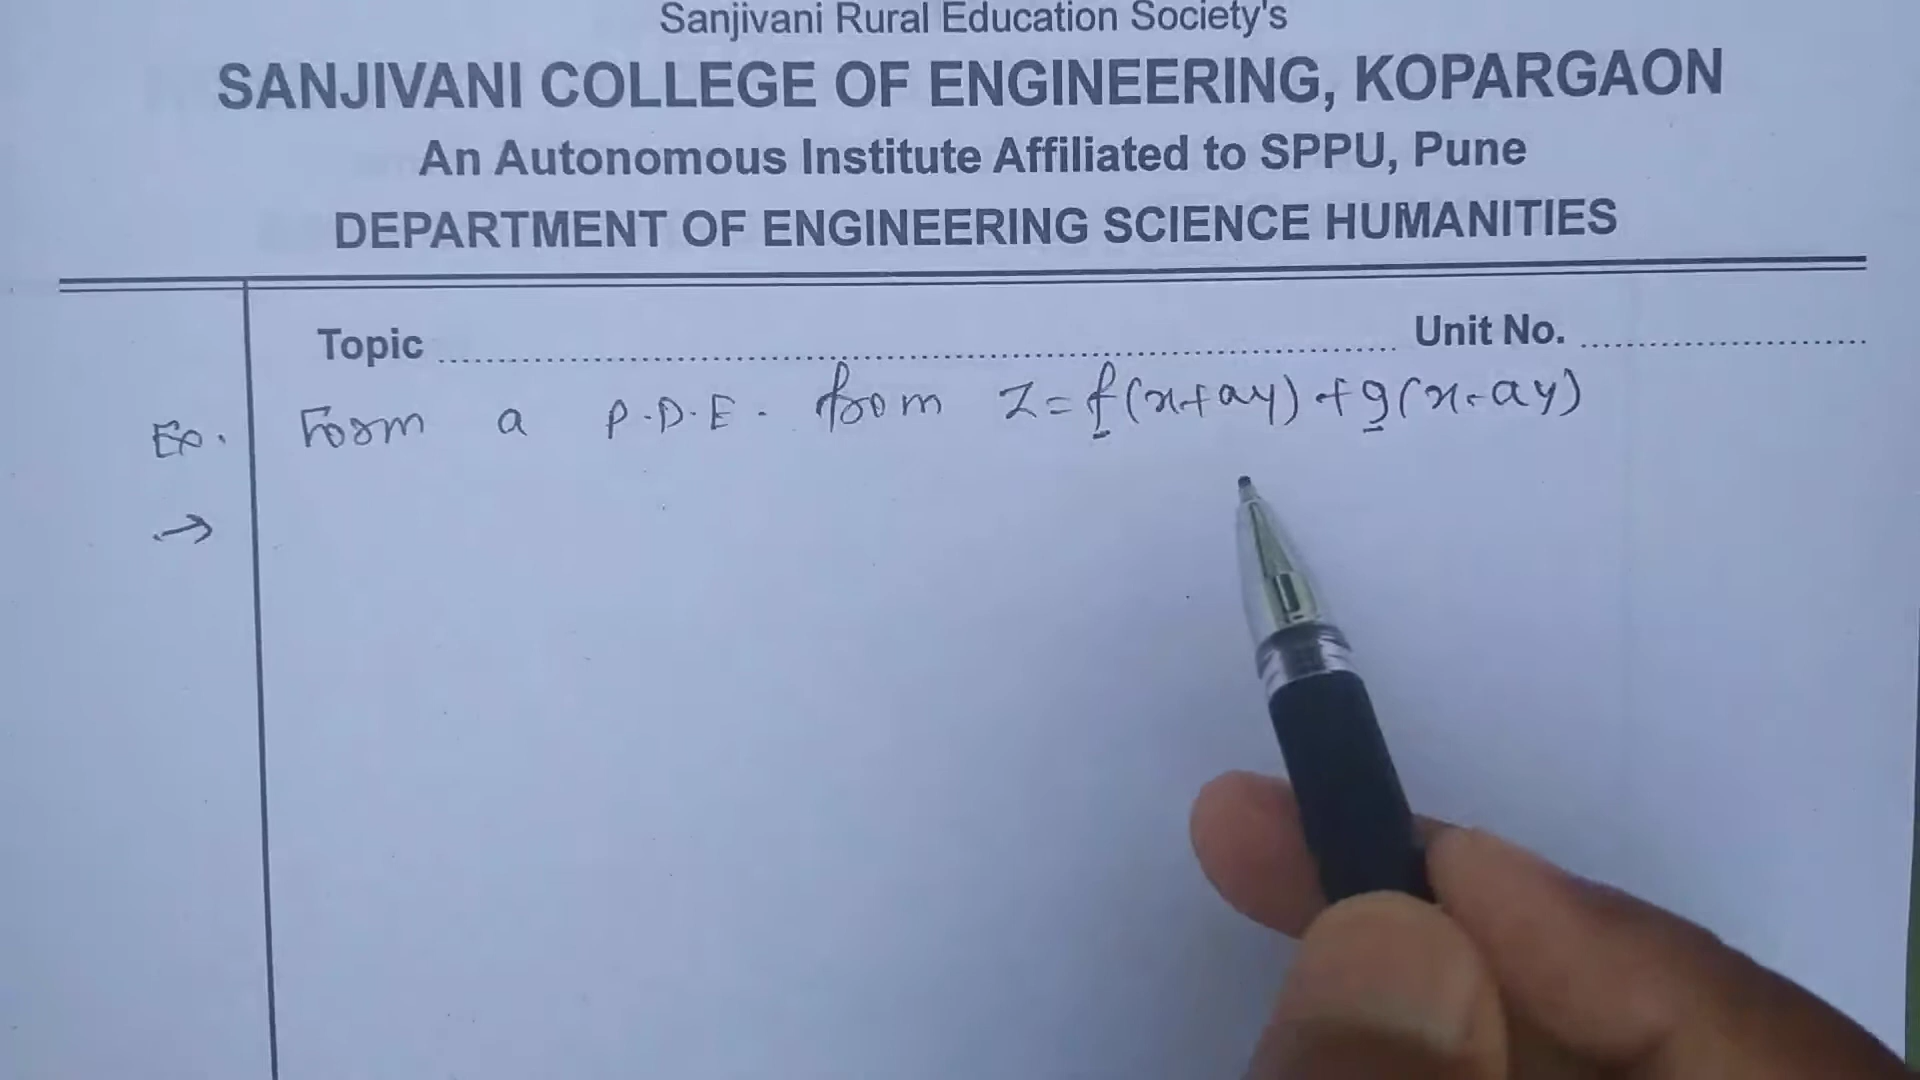 Sanjivani Rural Education Society's
SANJIVANI COLLEGE OF ENGINEERING, KOPARGAON
An Autonomous Institute Affiliated to SPPU, Pune
DEPARTMENT OF ENGINEERING SCIENCE HUMANITIES
Topic ........................ Unit No. ............
Ex. Form a P.D.E. from z=f(x+ay)+g(x-ay)
→